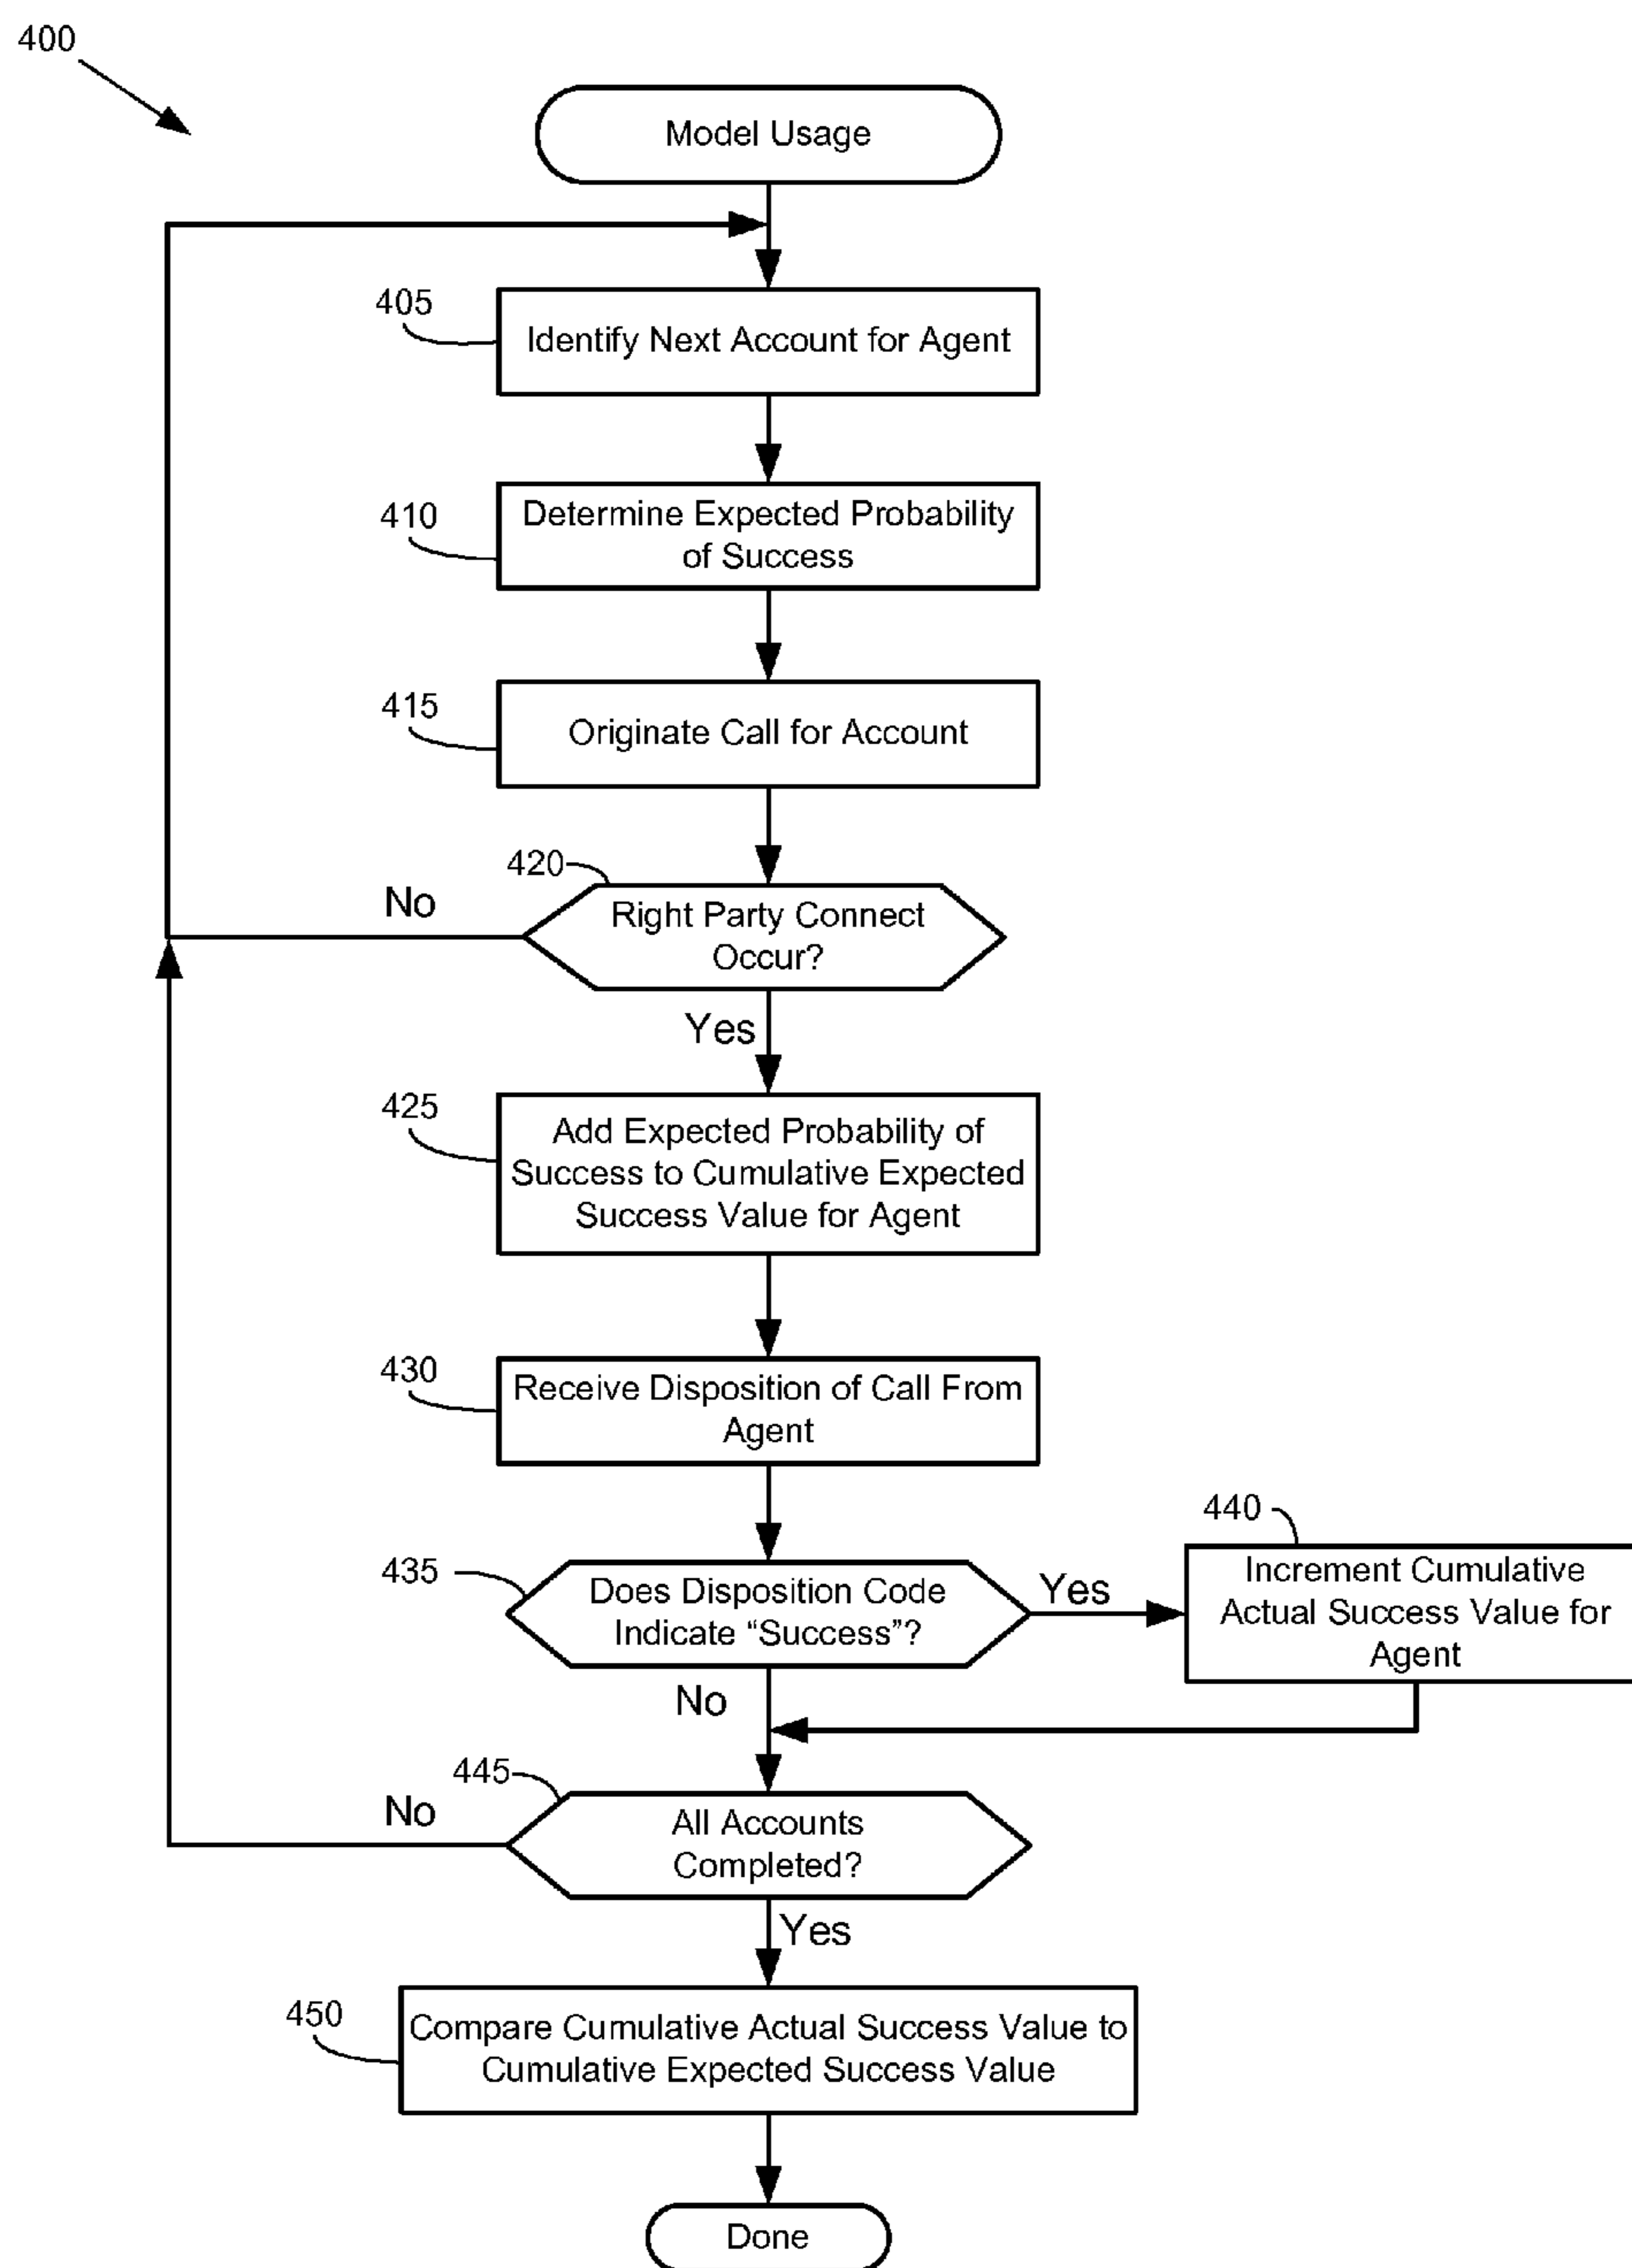 400
Model Usage
405
Identify Next Account for Agent
410
Determine Expected Probability
of Success
415
Originate Call for Account
420
Right Party Connect
Occur?
No
Yes
425
Add Expected Probability of
Success to Cumulative Expected
Success Value for Agent
430
Receive Disposition of Call From
Agent
435
Does Disposition Code
Indicate “Success”?
Yes
440
Increment Cumulative
Actual Success Value for
Agent
No
445
All Accounts
Completed?
No
Yes
450
Compare Cumulative Actual Success Value to
Cumulative Expected Success Value
Done